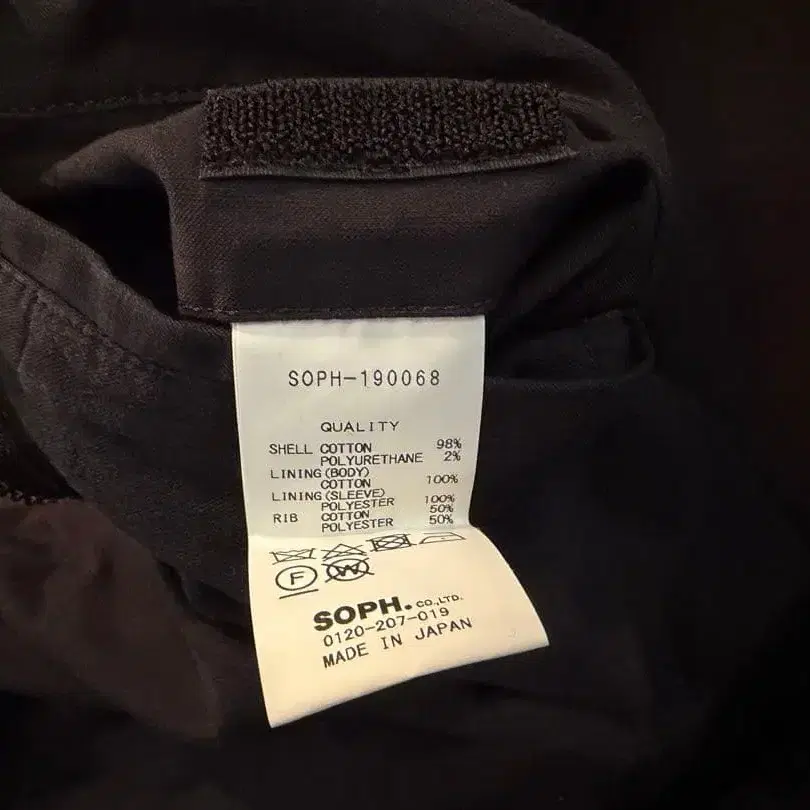 SOPH-190068
QUALITY
SHELL COTTON 98%
POLYURETHANE 2%
LINING(BODY)
COTTON 100%
LINING(SLEEVE)
POLYESTER 100%
RIB COTTON 50%
POLYESTER 50%
F W
SOPH. CO.,LTD.
0120-207-019
MADE IN JAPAN